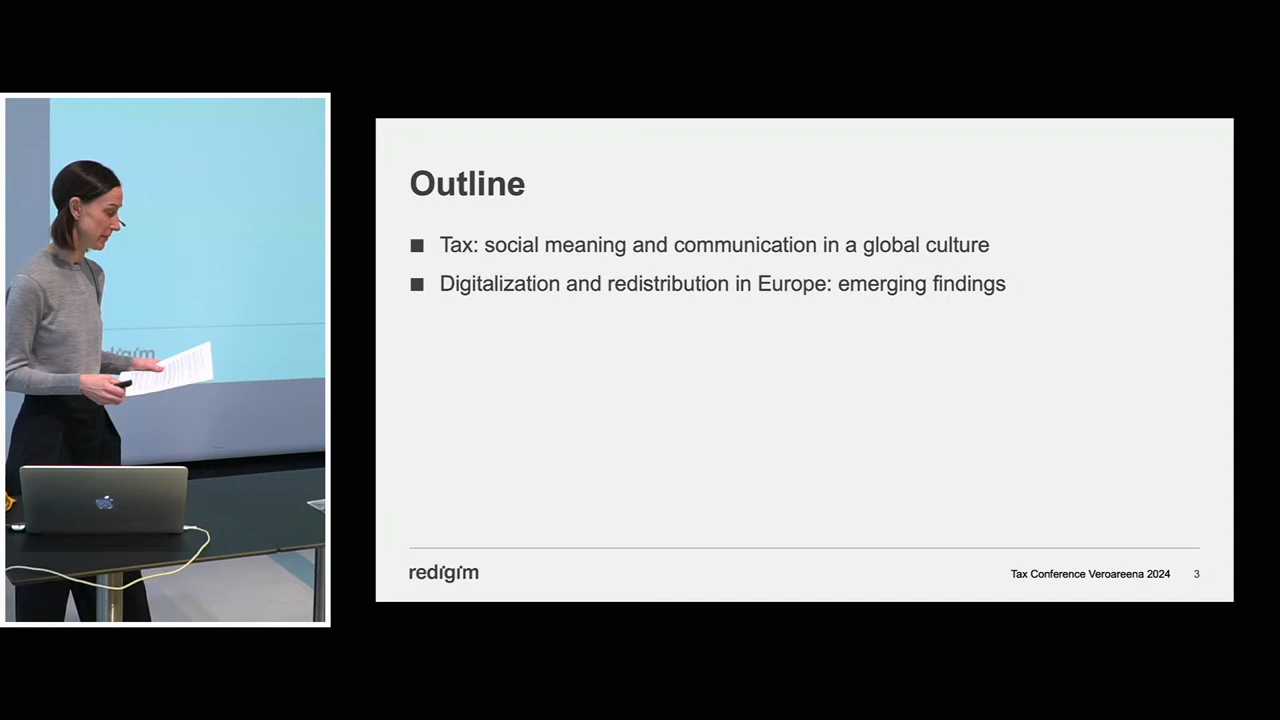 Outline
■ Tax: social meaning and communication in a global culture
■ Digitalization and redistribution in Europe: emerging findings
redigim
Tax Conference Veroareena 2024 3